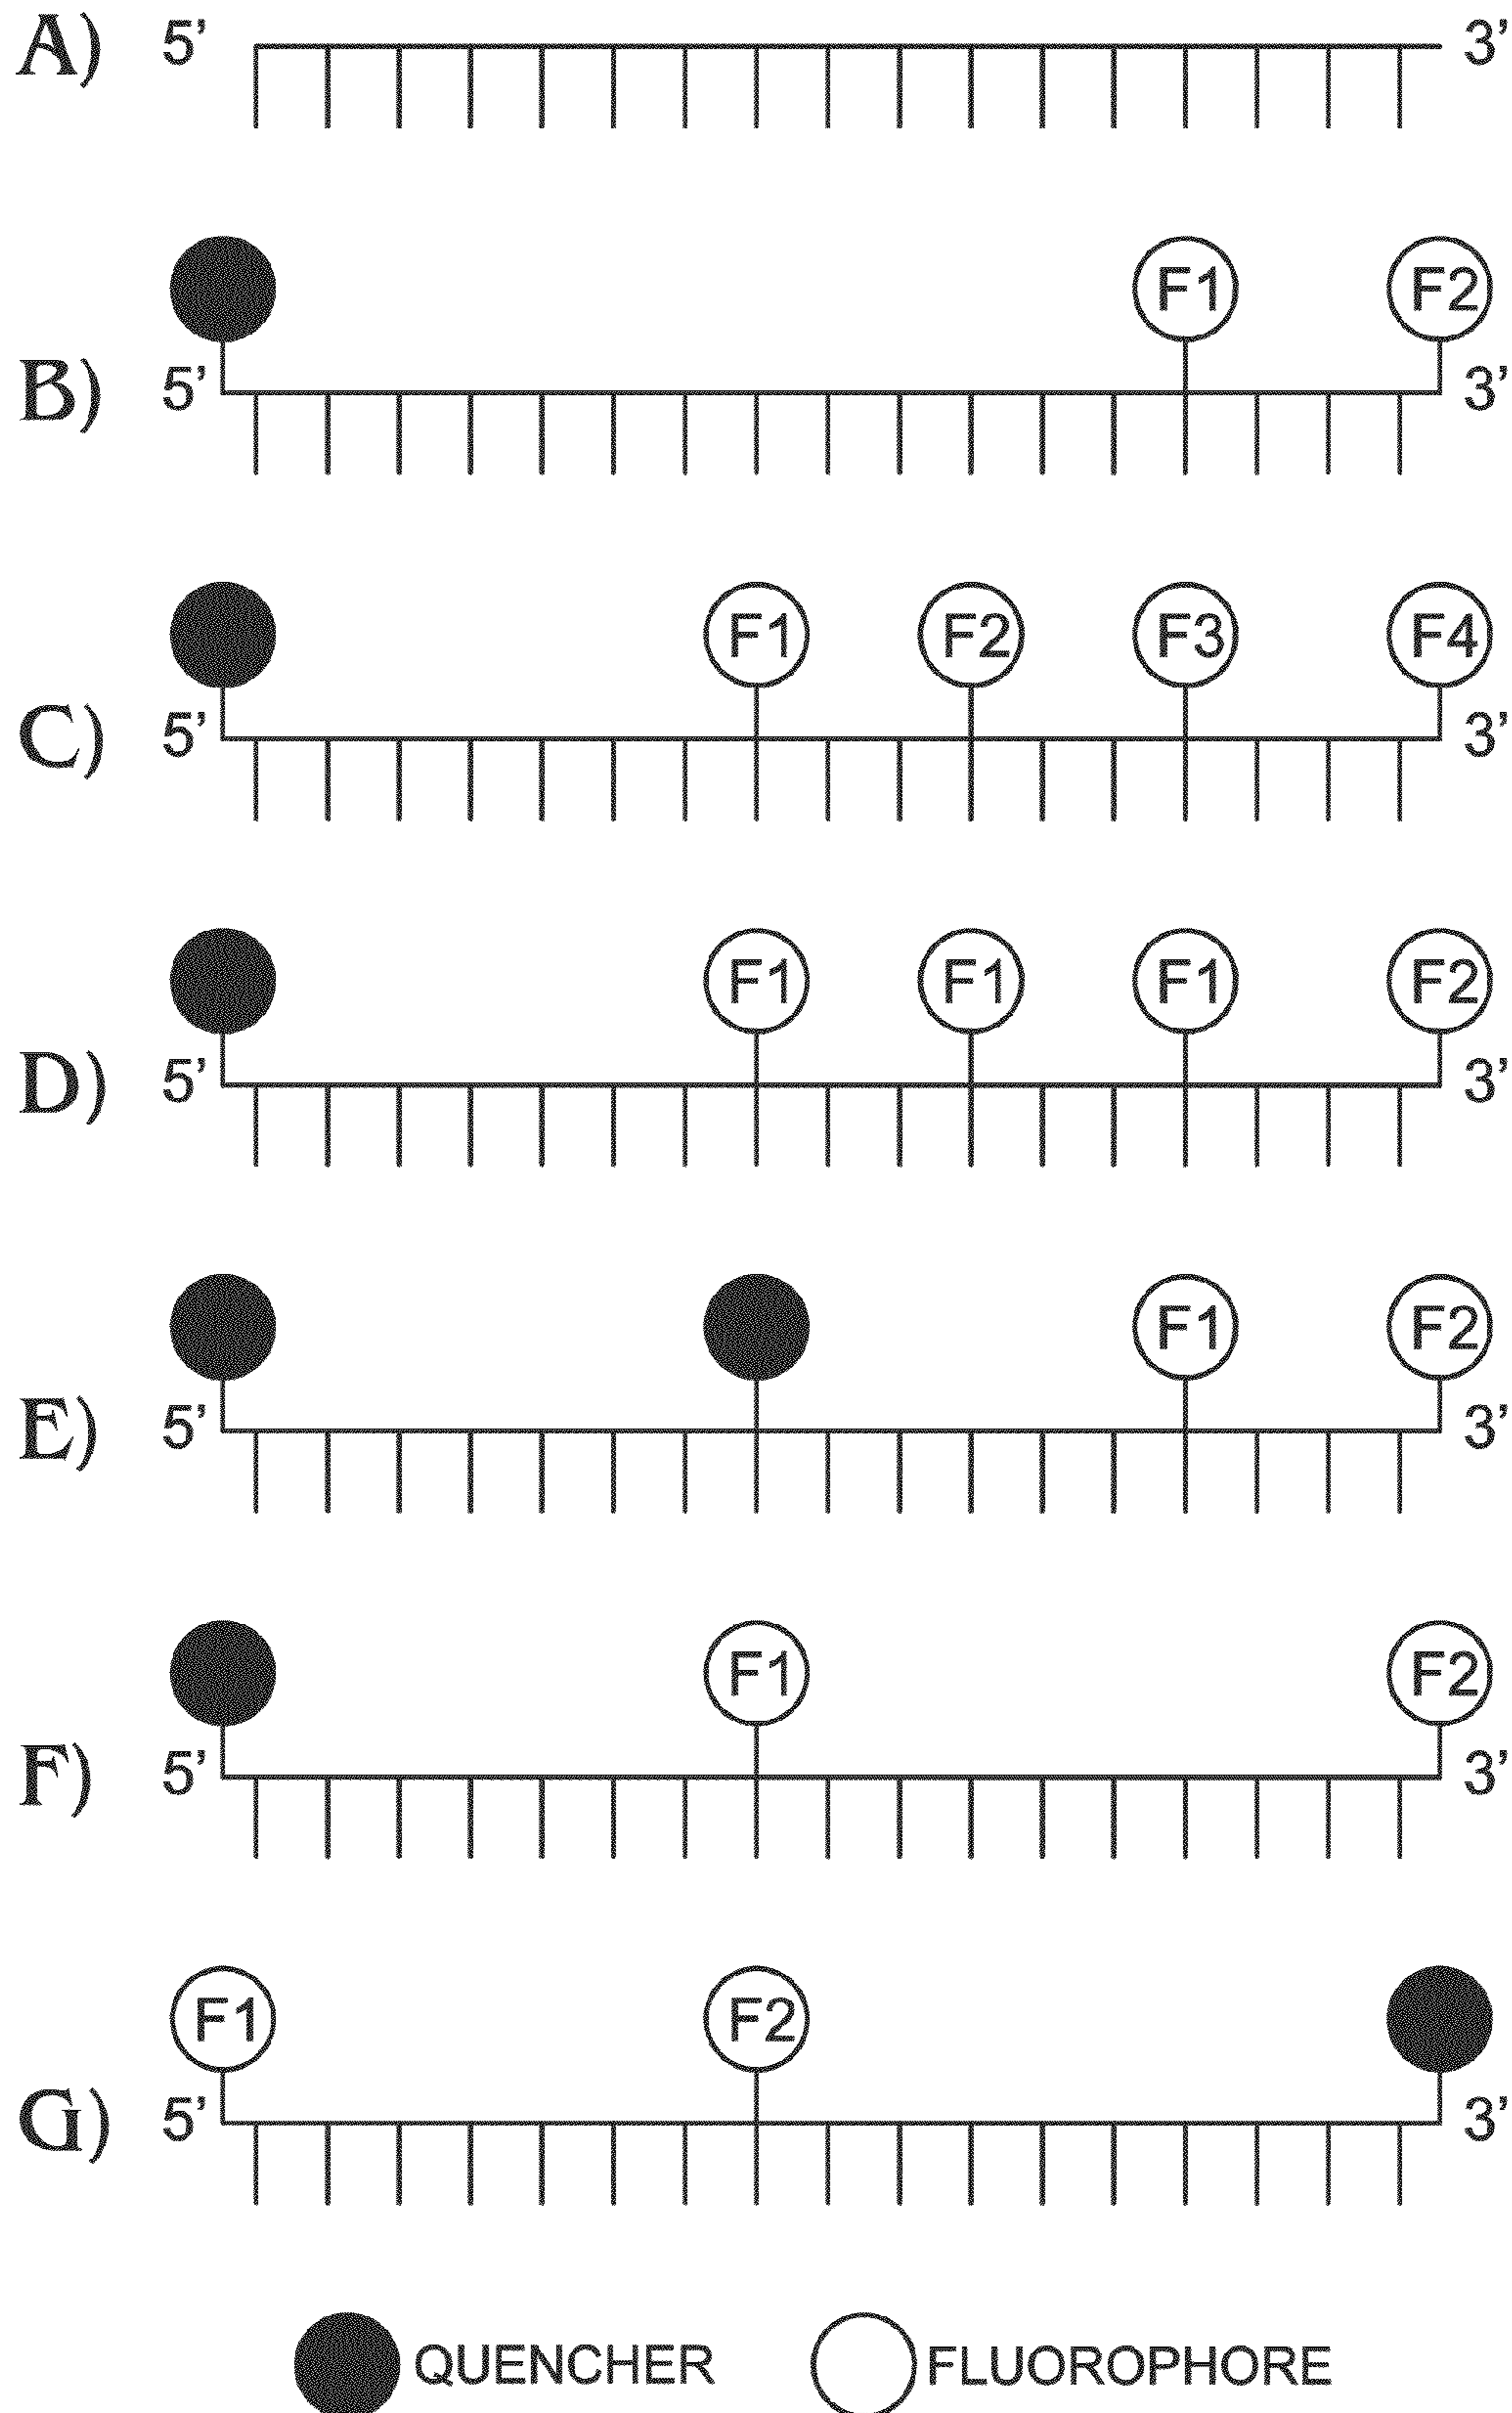 A) 5’ 3’
F1 F2
B) 5’ 3’
F1 F2 F3 F4
C) 5’ 3’
F1 F1 F1 F2
D) 5’ 3’
F1 F2
E) 5’ 3’
F1 F2
F) 5’ 3’
F1 F2
G) 5’ 3’
QUENCHER FLUOROPHORE